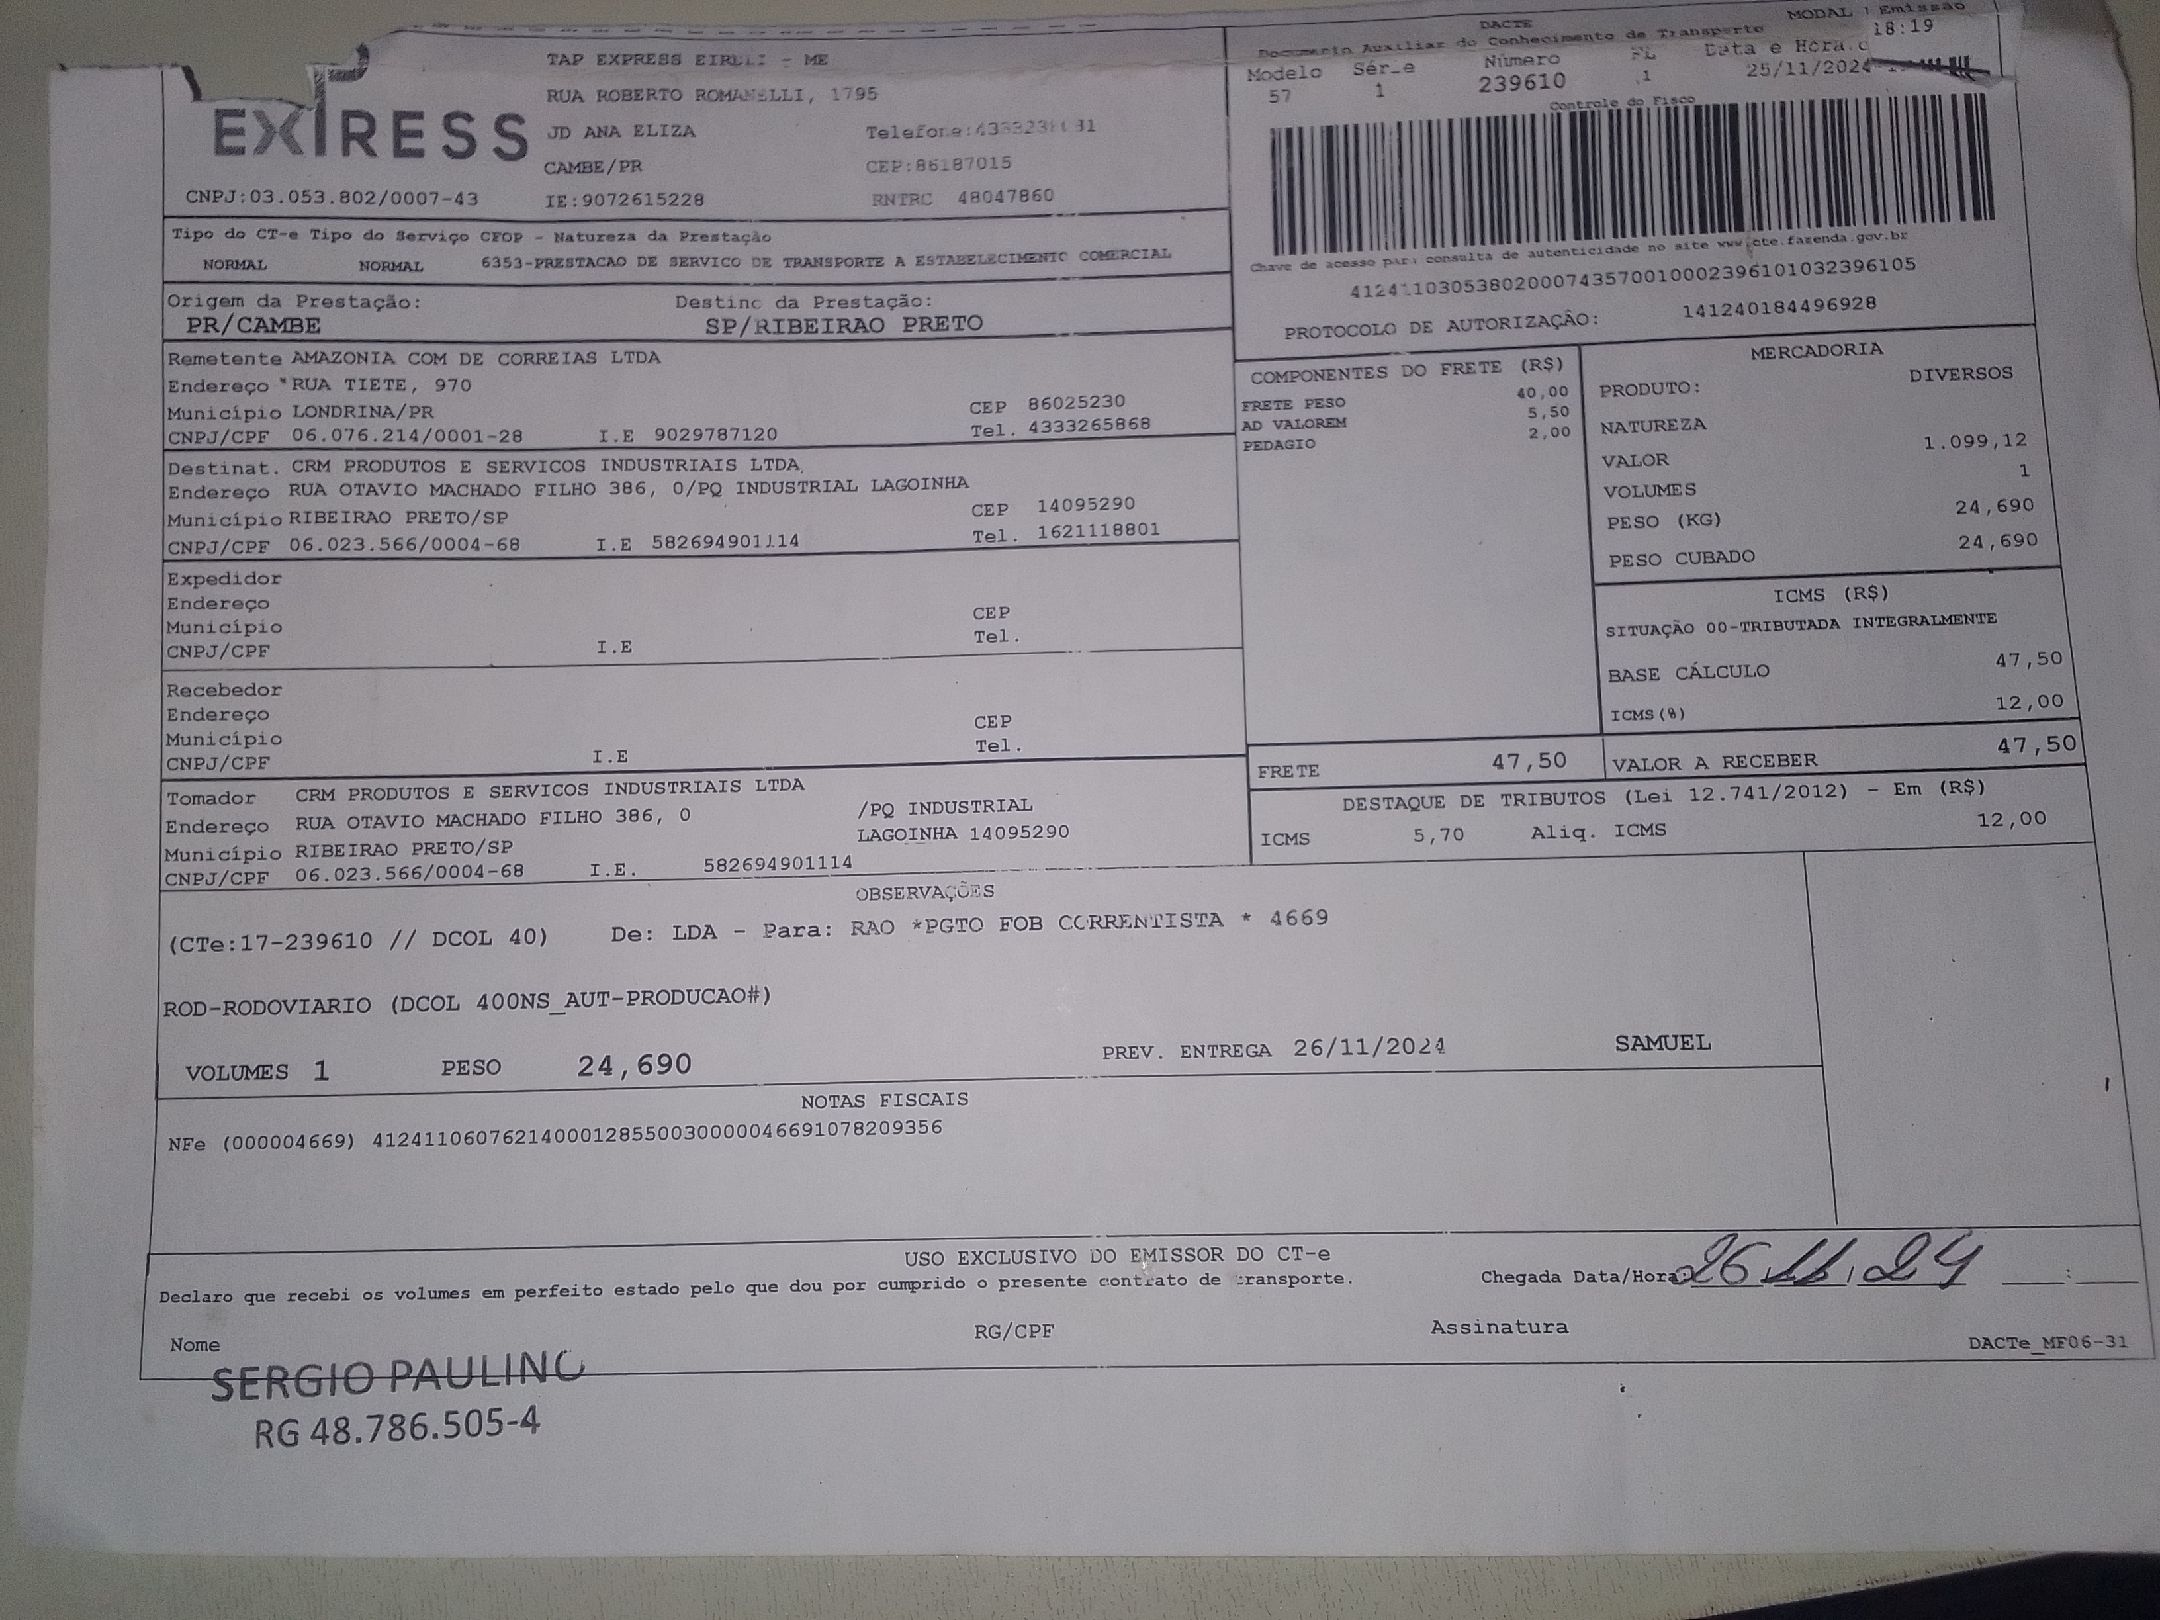 EXPRESS
TAP EXPRESS EIRELI - ME
RUA ROBERTO ROMANELLI, 1795
JD ANA ELIZA
CAMBE/PR CEP:86187015
CNPJ:03.053.802/0007-43 IE:9072615228 RNTRC 48047860
DACTE
MODAL Emissão
Documento Auxiliar do Conhecimento de Transporte 18:19
Modelo Série Número FL Data e Hora
57 1 239610 1 25/11/2024
Controle do Fisco
Chave de acesso para consulta de autenticidade no site www.cte.fazenda.gov.br
41241103053802000743570010002396101032396105
PROTOCOLO DE AUTORIZAÇÃO: 141240184496928
Tipo do CT-e Tipo do Serviço CFOP - Natureza da Prestação
NORMAL NORMAL 6353-PRESTACAO DE SERVICO DE TRANSPORTE A ESTABELECIMENTO COMERCIAL
Origem da Prestação: Destino da Prestação:
PR/CAMBE SP/RIBEIRAO PRETO
Remetente AMAZONIA COM DE CORREIAS LTDA
Endereço RUA TIETE, 970
Município LONDRINA/PR CEP 86025230
CNPJ/CPF 06.076.214/0001-28 I.E 9029787120 Tel. 4333265868
Destinat. CRM PRODUTOS E SERVICOS INDUSTRIAIS LTDA
Endereço RUA OTAVIO MACHADO FILHO 386, 0/PQ INDUSTRIAL LAGOINHA
Município RIBEIRAO PRETO/SP CEP 14095290
CNPJ/CPF 06.023.566/0004-68 I.E 582694901114 Tel. 1621118801
Expedidor
Endereço
Município CEP
CNPJ/CPF I.E Tel.
Recebedor
Endereço
Município CEP
CNPJ/CPF I.E Tel.
Tomador CRM PRODUTOS E SERVICOS INDUSTRIAIS LTDA
Endereço RUA OTAVIO MACHADO FILHO 386, 0 /PQ INDUSTRIAL
Município RIBEIRAO PRETO/SP LAGOINHA 14095290
CNPJ/CPF 06.023.566/0004-68 I.E. 582694901114
COMPONENTES DO FRETE (R$)
FRETE PESO 40,00
AD VALOREM 5,50
PEDAGIO 2,00
MERCADORIA
PRODUTO: DIVERSOS
NATUREZA
VALOR 1.099,12
VOLUMES 1
PESO (KG) 24,690
PESO CUBADO 24,690
ICMS (R$)
SITUAÇÃO 00-TRIBUTADA INTEGRALMENTE
BASE CÁLCULO 47,50
ICMS(%) 12,00
FRETE 47,50 VALOR A RECEBER 47,50
DESTAQUE DE TRIBUTOS (Lei 12.741/2012) - Em (R$)
ICMS 5,70 Aliq. ICMS 12,00
OBSERVAÇÕES
(CTe:17-239610 // DCOL 40) De: LDA - Para: RAO *PGTO FOB CORRENTISTA * 4669
ROD-RODOVIARIO (DCOL 400NS_AUT-PRODUCAO#)
VOLUMES 1 PESO 24,690 PREV. ENTREGA 26/11/2024 SAMUEL
NOTAS FISCAIS
NFe (000004669) 41241106076214000128550030000046691078209356
USO EXCLUSIVO DO EMISSOR DO CT-e
Declaro que recebi os volumes em perfeito estado pelo que dou por cumprido o presente contrato de transporte. Chegada Data/Hora: 26.11.24 :
Nome RG/CPF Assinatura
DACTe_MF06-31
SERGIO PAULINO
RG 48.786.505-4